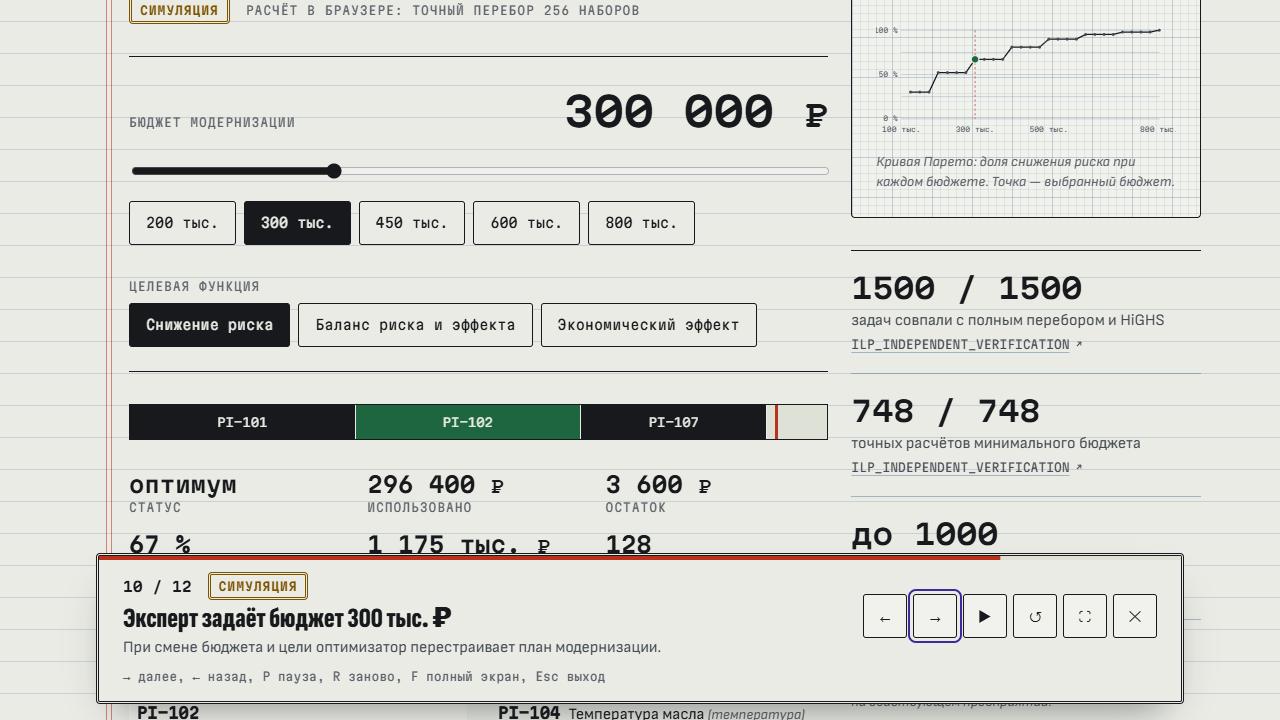 СИМУЛЯЦИЯ РАСЧЁТ В БРАУЗЕРЕ: ТОЧНЫЙ ПЕРЕБОР 256 НАБОРОВ
БЮДЖЕТ МОДЕРНИЗАЦИИ 300 000 ₽
200 тыс. 300 тыс. 450 тыс. 600 тыс. 800 тыс.
ЦЕЛЕВАЯ ФУНКЦИЯ
Снижение риска Баланс риска и эффекта Экономический эффект
PI-101 PI-102 PI-107
оптимум 296 400 ₽ 3 600 ₽
СТАТУС ИСПОЛЬЗОВАНО ОСТАТОК
67 % 1 175 тыс. ₽ 128
100 %
50 %
0 %
100 тыс. 300 тыс. 500 тыс. 800 тыс.
Кривая Парето: доля снижения риска при
каждом бюджете. Точка — выбранный бюджет.
1500 / 1500
задач совпали с полным перебором и HiGHS
ILP_INDEPENDENT_VERIFICATION ↗
748 / 748
точных расчётов минимального бюджета
ILP_INDEPENDENT_VERIFICATION ↗
до 1000
10 / 12 СИМУЛЯЦИЯ
Эксперт задаёт бюджет 300 тыс. ₽
При смене бюджета и цели оптимизатор перестраивает план модернизации.
→ далее, ← назад, P пауза, R заново, F полный экран, Esc выход
PI-102 PI-104 Температура масла (температура)